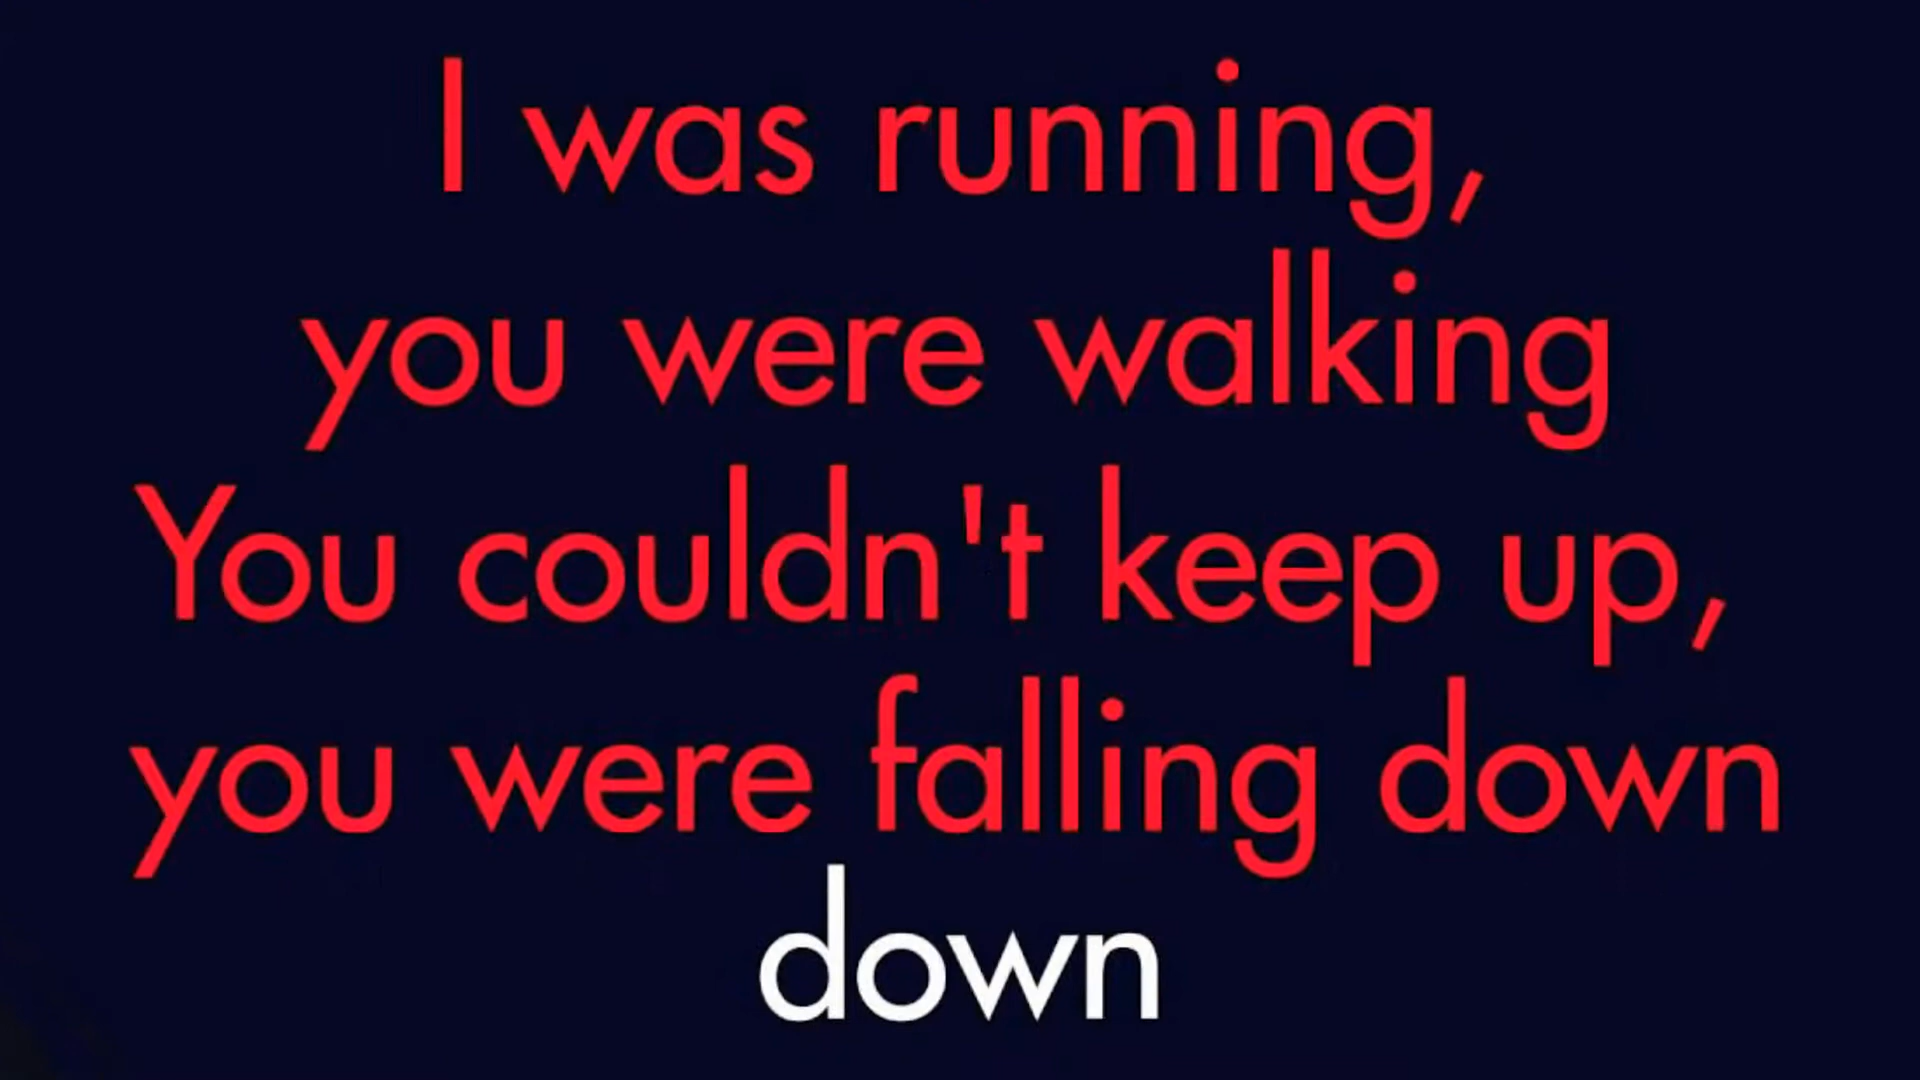 I was running,
you were walking
You couldn't keep up,
you were falling down
down